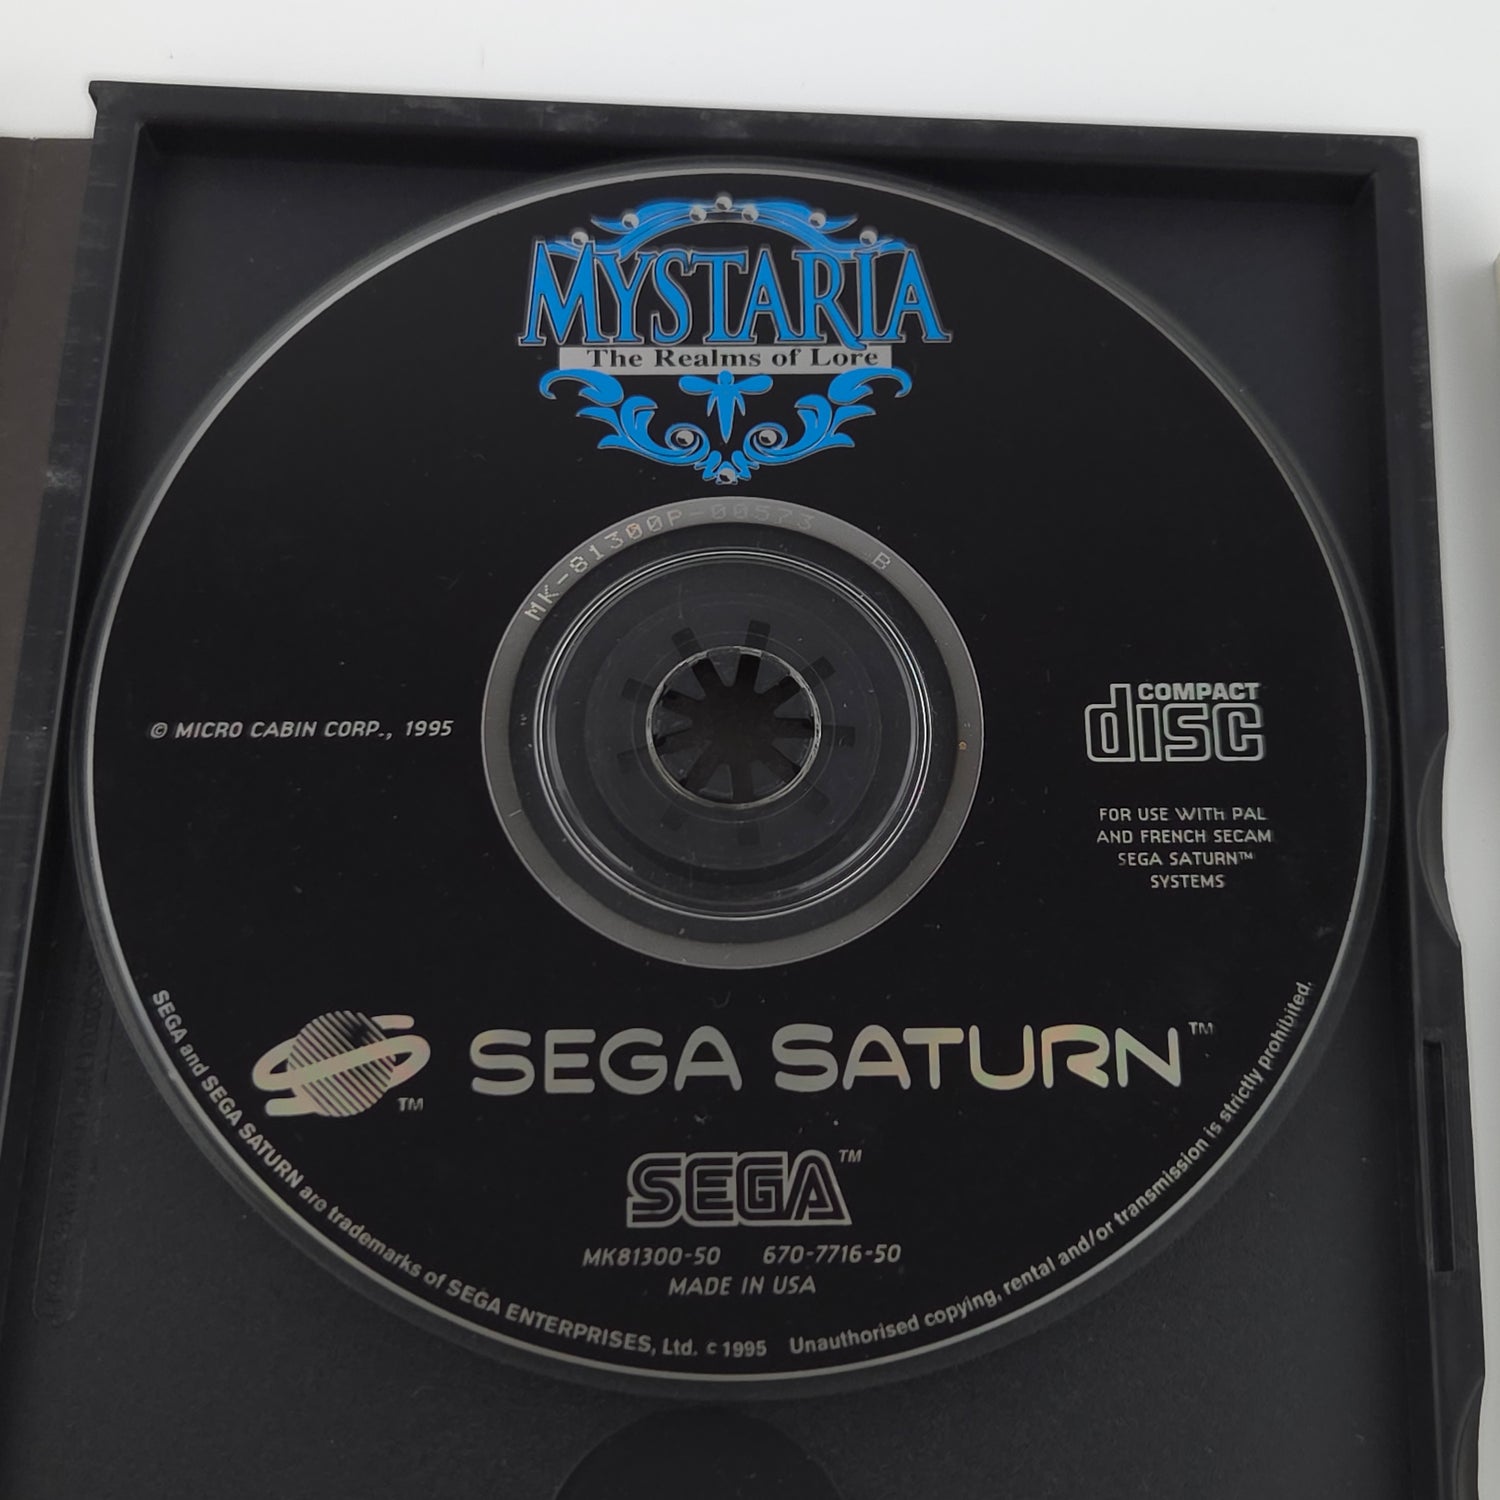 MYSTARIA
The Realms of Lore
MK-81300P-00573
B
© MICRO CABIN CORP., 1995
COMPACT
disc
FOR USE WITH PAL
AND FRENCH SECAM
SEGA SATURN™
SYSTEMS
SEGA SATURN™
TM
SEGA™
MK81300-50 670-7716-50
MADE IN USA
SEGA and SEGA SATURN are trademarks of SEGA ENTERPRISES, Ltd. c 1995 Unauthorised copying, rental and/or transmission is strictly prohibited.